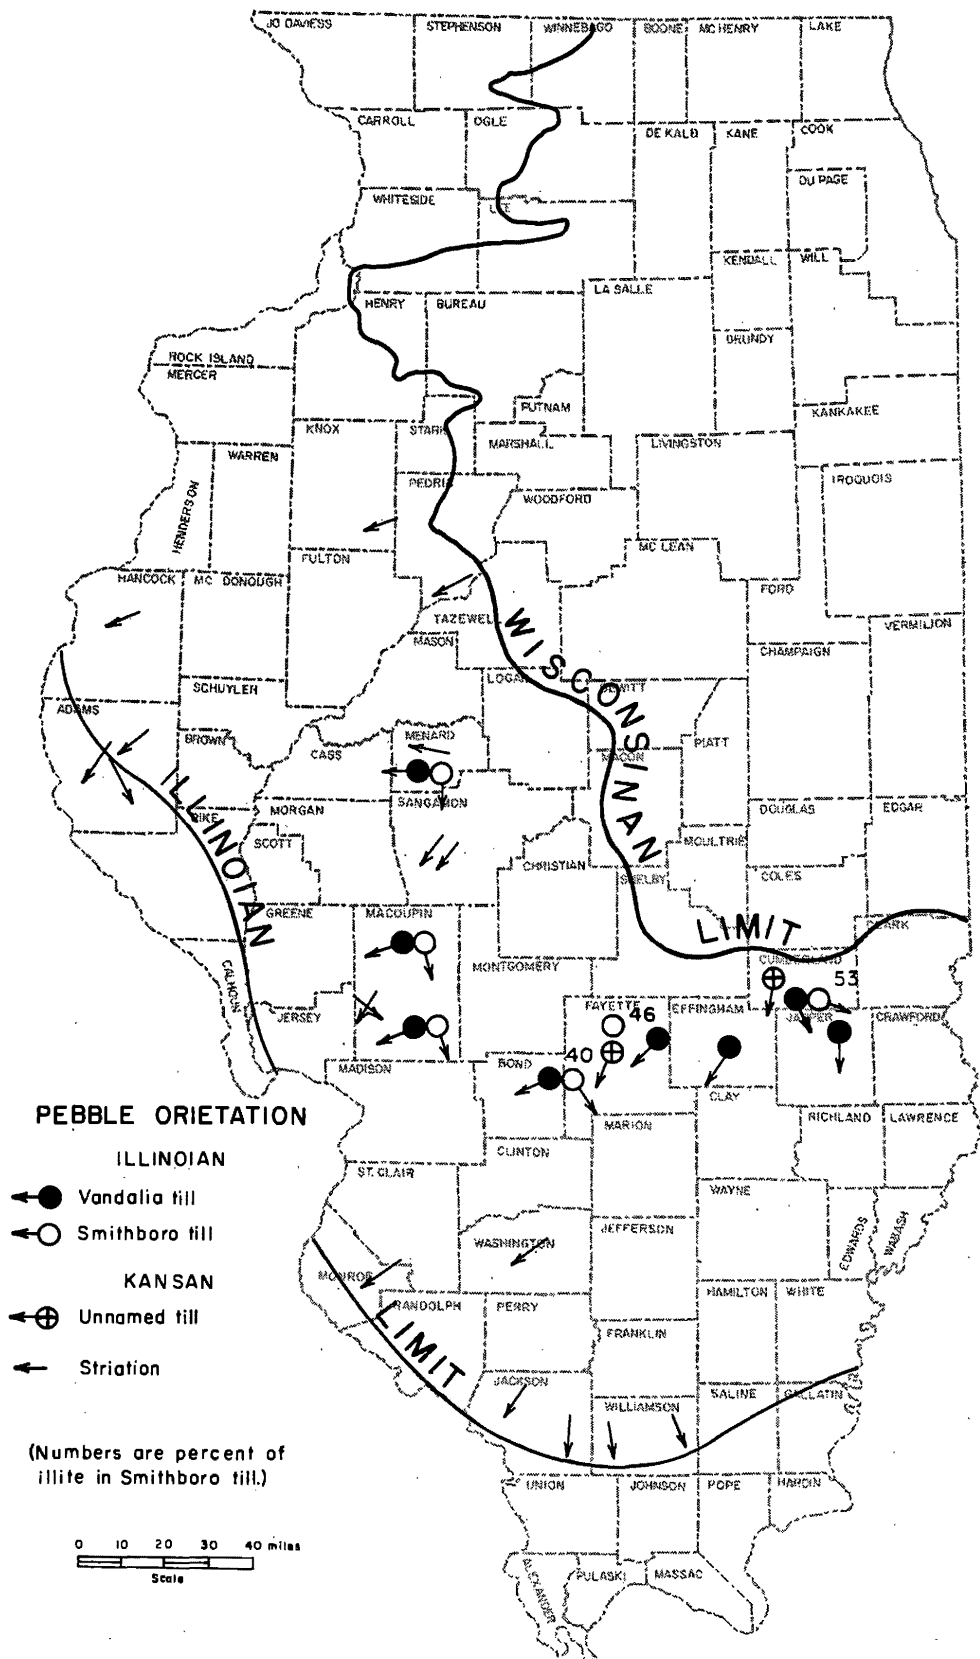 JO DAVIESS
STEPHENSON
WINNEBAGO
BOONE
MC HENRY
LAKE
CARROLL
OGLE
DE KALB
KANE
COOK
DU PAGE
WHITESIDE
LEE
KENDALL
WILL
HENRY
BUREAU
LA SALLE
GRUNDY
ROCK ISLAND
MERCER
PUTNAM
KANKAKEE
KNOX
STARK
MARSHALL
LIVINGSTON
WARREN
HENDERSON
PEORIA
WOODFORD
IROQUOIS
FULTON
MC LEAN
HANCOCK
MC DONOUGH
FORD
TAZEWELL
VERMILION
MASON
CHAMPAIGN
SCHUYLER
LOGAN
DEWITT
ADAMS
BROWN
CASS
MENARD
PIATT
MACON
WISCONSINAN
LIMIT
SANGAMON
MORGAN
PIKE
SCOTT
DOUGLAS
EDGAR
MOULTRIE
CHRISTIAN
SHELBY
COLES
ILLINOIAN
GREENE
MACOUPIN
CLARK
CALHOUN
MONTGOMERY
CUMBERLAND
53
JERSEY
FAYETTE
46
EFFINGHAM
JASPER
CRAWFORD
MADISON
BOND
40
CLAY
RICHLAND
LAWRENCE
MARION
CLINTON
ST. CLAIR
WAYNE
EDWARDS
WABASH
WASHINGTON
JEFFERSON
MONROE
RANDOLPH
PERRY
HAMILTON
WHITE
FRANKLIN
LIMIT
JACKSON
WILLIAMSON
SALINE
GALLATIN
UNION
JOHNSON
POPE
HARDIN
ALEXANDER
PULASKI
MASSAC
PEBBLE ORIETATION
ILLINOIAN
Vandalia till
Smithboro till
KANSAN
Unnamed till
Striation
(Numbers are percent of
illite in Smithboro till.)
0 10 20 30 40 miles
Scale